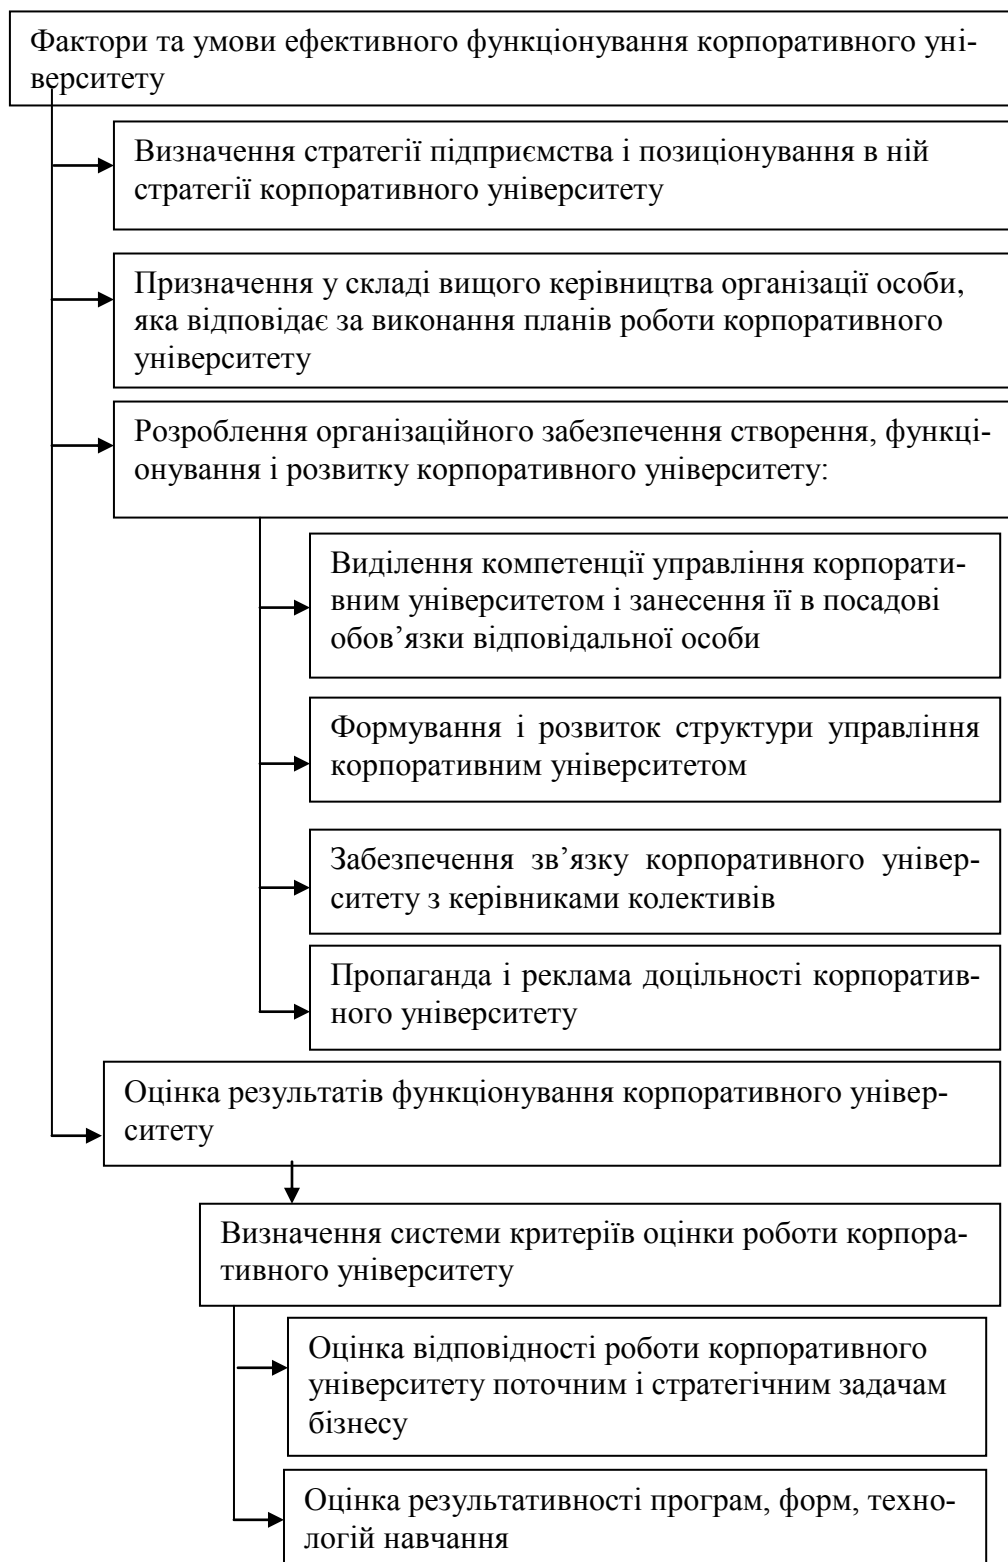 Фактори та умови ефективного функціонування корпоративного уні-
верситету
Визначення стратегії підприємства і позиціонування в ній
стратегії корпоративного університету
Призначення у складі вищого керівництва організації особи,
яка відповідає за виконання планів роботи корпоративного
університету
Розроблення організаційного забезпечення створення, функці-
онування і розвитку корпоративного університету:
Виділення компетенції управління корпорати-
вним університетом і занесення її в посадові
обов’язки відповідальної особи
Формування і розвиток структури управління
корпоративним університетом
Забезпечення зв’язку корпоративного універ-
ситету з керівниками колективів
Пропаганда і реклама доцільності корпоратив-
ного університету
Оцінка результатів функціонування корпоративного універ-
ситету
Визначення системи критеріїв оцінки роботи корпора-
тивного університету
Оцінка відповідності роботи корпоративного
університету поточним і стратегічним задачам
бізнесу
Оцінка результативності програм, форм, техно-
логій навчання